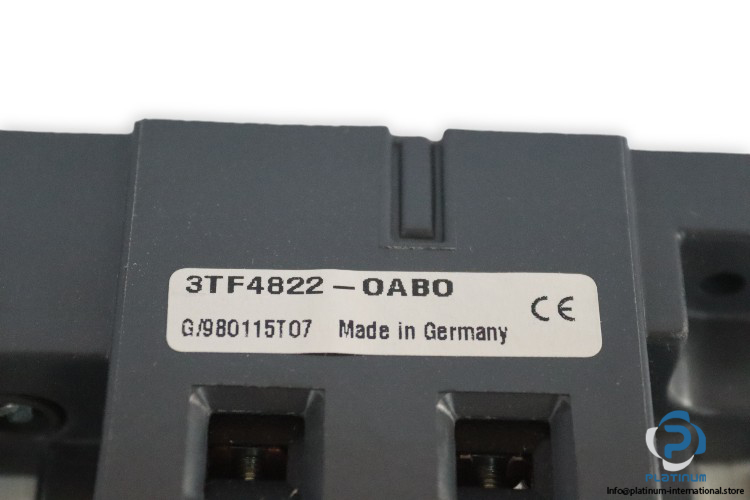 3TF4822-0AB0
G/980115T07 Made in Germany
CE
PLATINUM
info@platinum-international.store